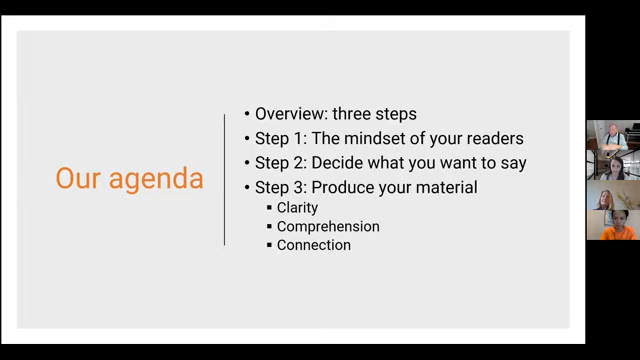 Our agenda
• Overview: three steps
• Step 1: The mindset of your readers
• Step 2: Decide what you want to say
• Step 3: Produce your material
▪ Clarity
▪ Comprehension
▪ Connection